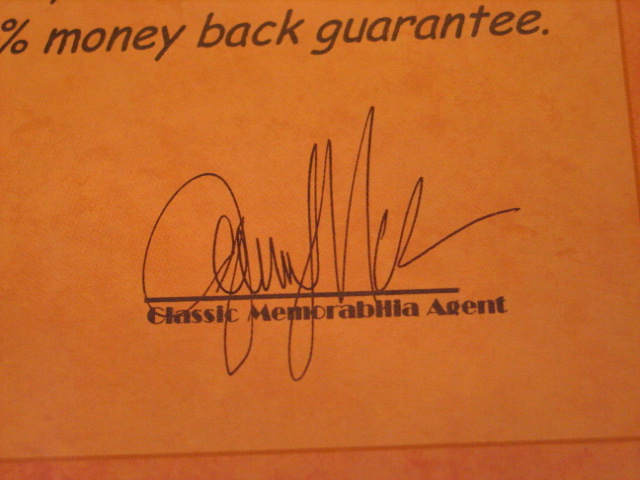 % money back guarantee.
Classic Memorabilia Agent